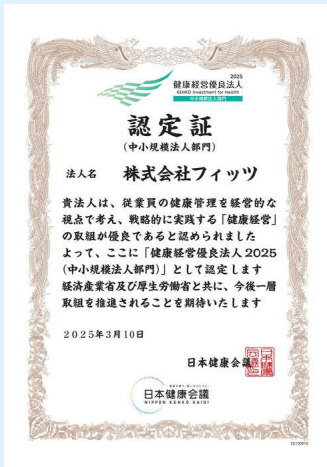 2025
健康経営優良法人
KENKO Investment for Health
中小規模法人部門
認定証
(中小規模法人部門)
法人名 株式会社フィッツ
貴法人は、従業員の健康管理を経営的な
視点で考え、戦略的に実践する「健康経営」
の取組が優良であると認められました
よって、ここに「健康経営優良法人2025
(中小規模法人部門)」として認定します
経済産業省及び厚生労働省と共に、今後一層
取組を推進されることを期待いたします
2025年3月10日
日本健康会議
日本健康会議
NIPPON KENKO KAIGI